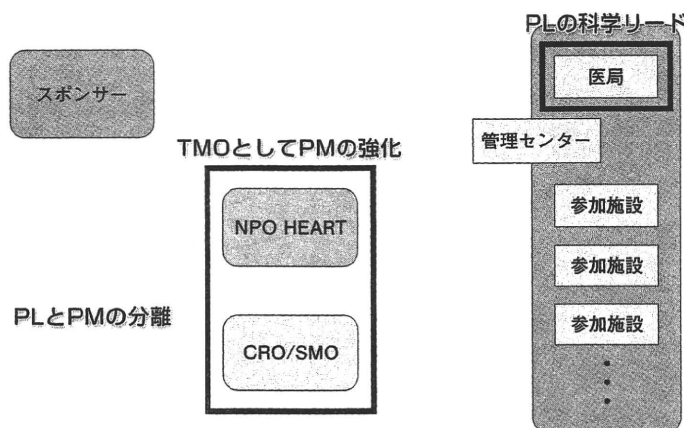 PLの科学リード
医局
スポンサー
管理センター
TMOとしてPMの強化
NPO HEART
参加施設
参加施設
PLとPMの分離
参加施設
CRO/SMO